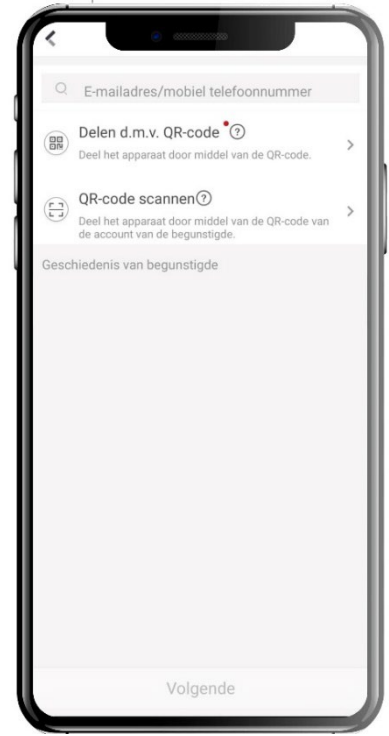 E-mailadres/mobiel telefoonnummer
Delen d.m.v. QR-code ?
Deel het apparaat door middel van de QR-code.
QR-code scannen ?
Deel het apparaat door middel van de QR-code van
de account van de begunstigde.
Geschiedenis van begunstigde
Volgende